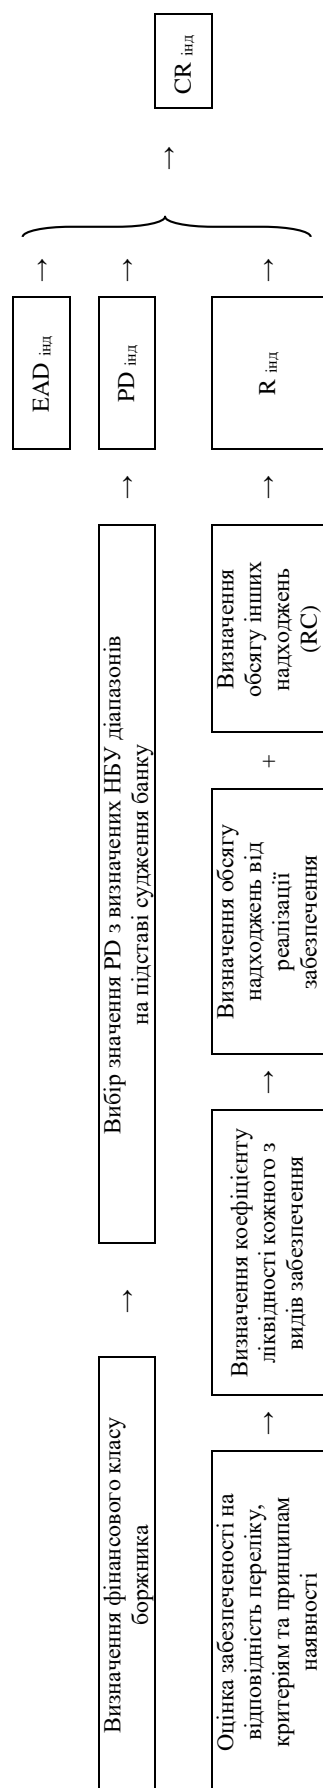 Визначення фінансового класу
боржника
→
Вибір значення PD з визначених НБУ діапазонів
на підставі судження банку
→
PD інд
→
EAD інд
→
Оцінка забезпеченості на
відповідність переліку,
критеріям та принципам
наявності
→
Визначення коефіцієнту
ліквідності кожного з
видів забезпечення
→
Визначення обсягу
надходжень від
реалізації
забезпечення
+
Визначення
обсягу інших
надходжень
(RC)
→
R інд
→
→
CR інд